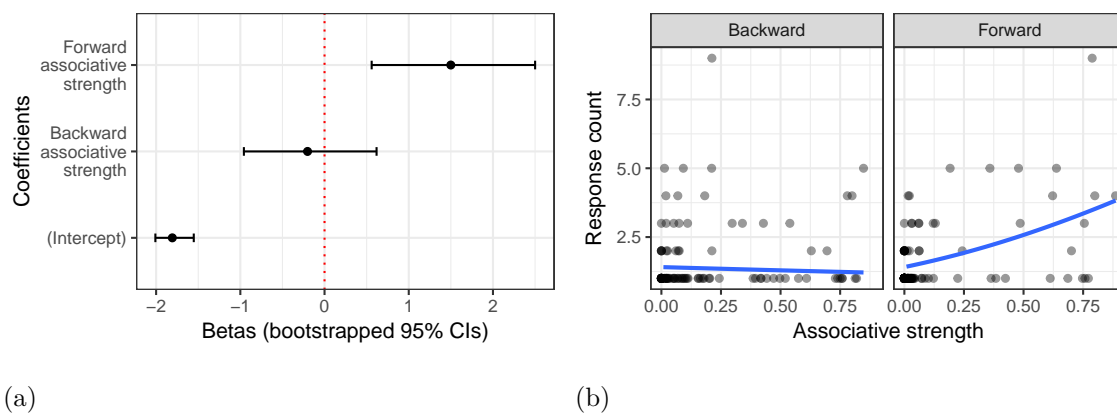 Forward
associative
strength
Backward
associative
strength
(Intercept)
Coefficients
−2
−1
0
1
2
Betas (bootstrapped 95% CIs)
(a)
Backward
Forward
7.5
5.0
2.5
Response count
0.00
0.25
0.50
0.75
0.00
0.25
0.50
0.75
Associative strength
(b)